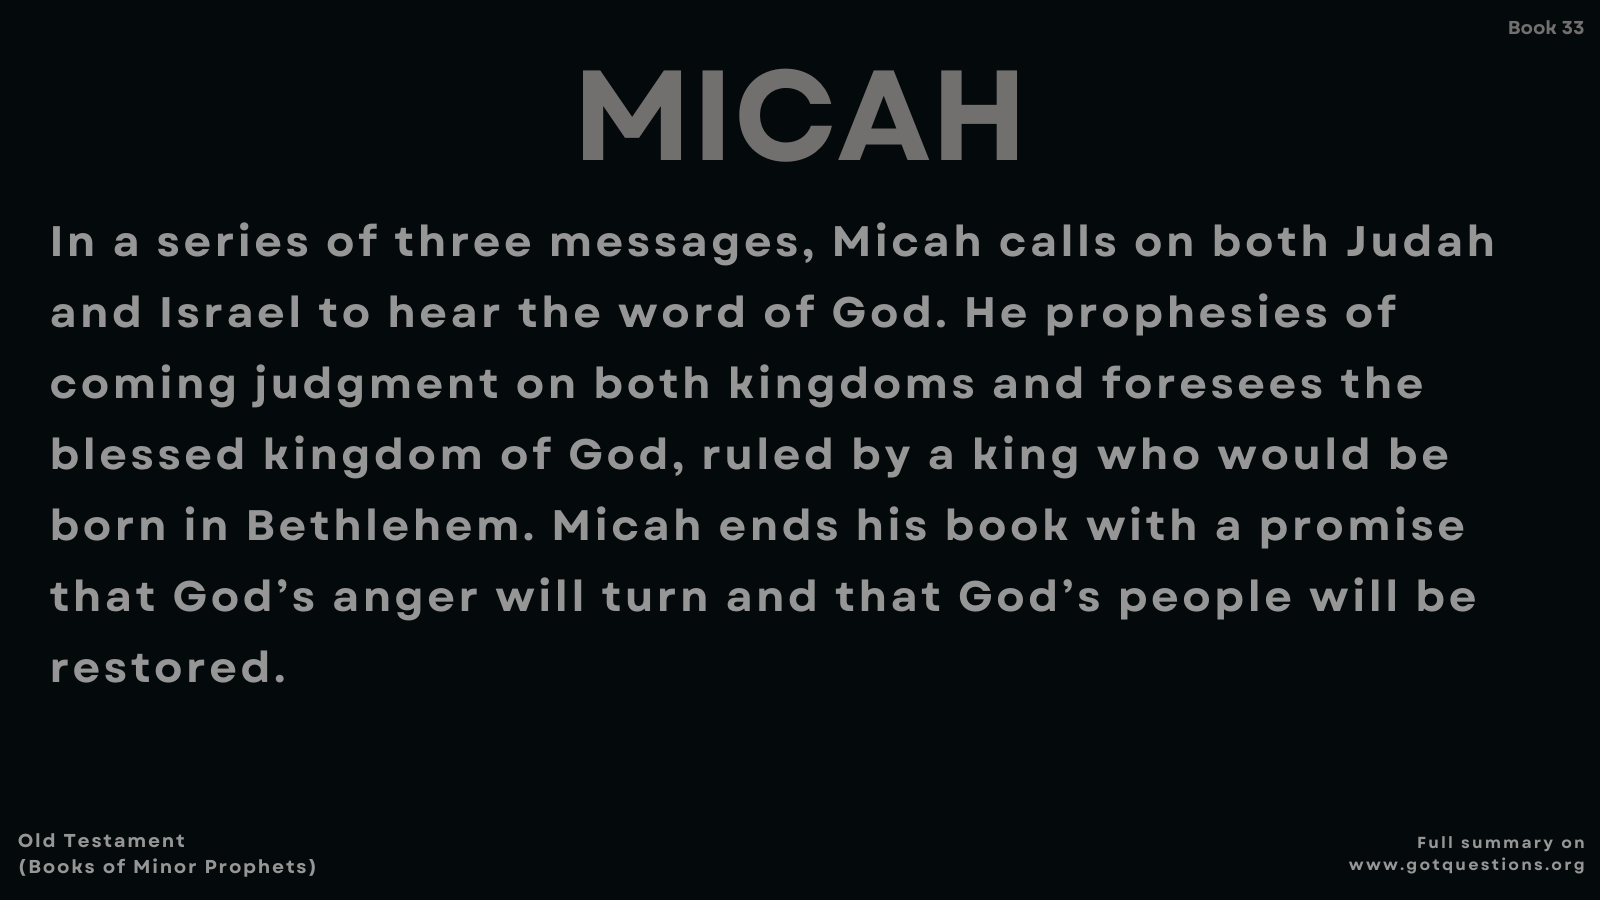 Book 33
MICAH
In a series of three messages, Micah calls on both Judah
and Israel to hear the word of God. He prophesies of
coming judgment on both kingdoms and foresees the
blessed kingdom of God, ruled by a king who would be
born in Bethlehem. Micah ends his book with a promise
that God’s anger will turn and that God’s people will be
restored.
Old Testament
(Books of Minor Prophets)
Full summary on
www.gotquestions.org